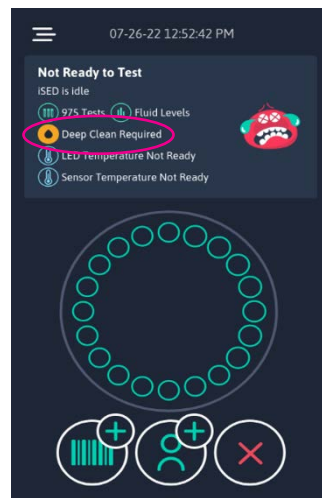 07-26-22 12:52:42 PM
Not Ready to Test
iSED is idle
975 Tests Fluid Levels
Deep Clean Required
LED Temperature Not Ready
Sensor Temperature Not Ready